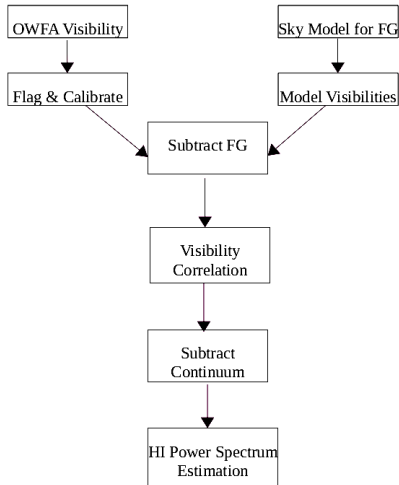 OWFA Visibility
Sky Model for FG
Flag & Calibrate
Model Visibilities
Subtract FG
Visibility
Correlation
Subtract
Continuum
HI Power Spectrum
Estimation